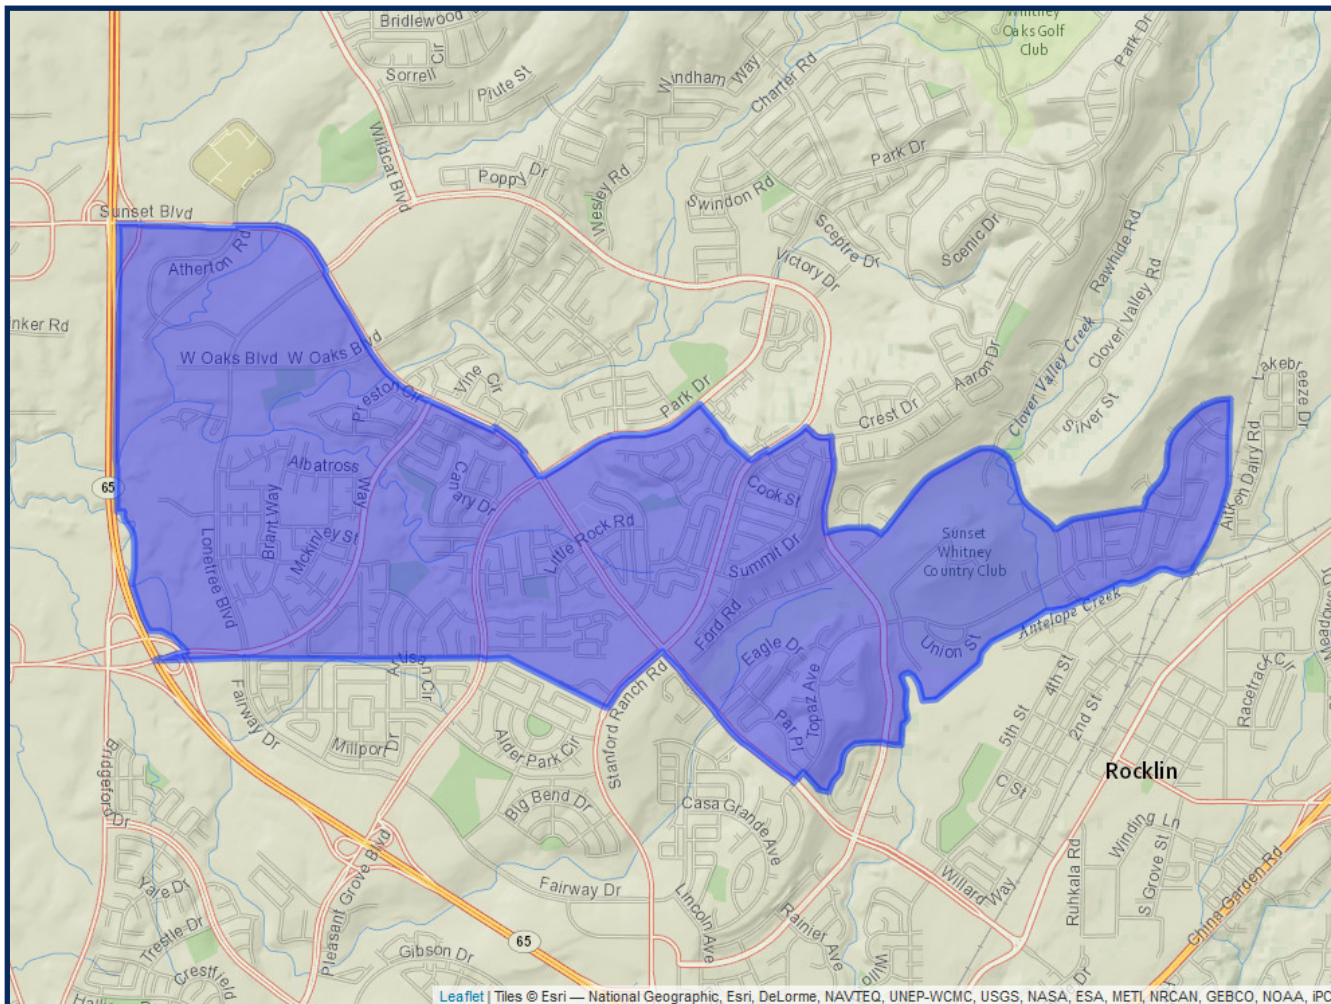 Bridlewood Cir
Sorrell
Piute St
Whitney
Oaks Golf
Club
Park Dr
Windham Way
Charter Rd
Park Dr
Wildcat Blvd
Poppy Dr
Wesley Rd
Swindon Rd
Sunset Blvd
Atherton Rd
Sceptre Dr
Scenic Dr
Rawhide Rd
Victory Dr
Clover Valley Rd
Clover Valley Creek
inker Rd
W Oaks Blvd
W Oaks Blvd
Preston Cir
Vine Cir
Park Dr
Aaron Dr
Crest Dr
Silver St
Lakebreeze Dr
Aitken Dairy Rd
65
Albatross Way
Canary Dr
Brant Way
Mckinley St
Lonetree Blvd
Little Rock Rd
Cook St
Summit Dr
Sunset
Whitney
Country Club
Antelope Creek
Ford Rd
Eagle Dr
Union St
Topaz Ave
Par Pl
Artisan Cir
Fairway Dr
Millport Dr
Alder Park Cir
Stanford Ranch Rd
4th St
5th St
2nd St
C St
Racetrack Cir
Meadows
Rocklin
Bridgeford Dr
Big Bend Dr
Casa Grande Ave
Winding Ln
S Grove St
Ruhkala Rd
China Garden Rd
Willard Way
Yare Dr
Trestle Dr
Crestfield
Pleasant Grove Blvd
Fairway Dr
Gibson Dr
65
Lincoln Ave
Rainier Ave
Leaflet | Tiles © Esri — National Geographic, Esri, DeLorme, NAVTEQ, UNEP-WCMC, USGS, NASA, ESA, METI, NRCAN, GEBCO, NOAA, iPC